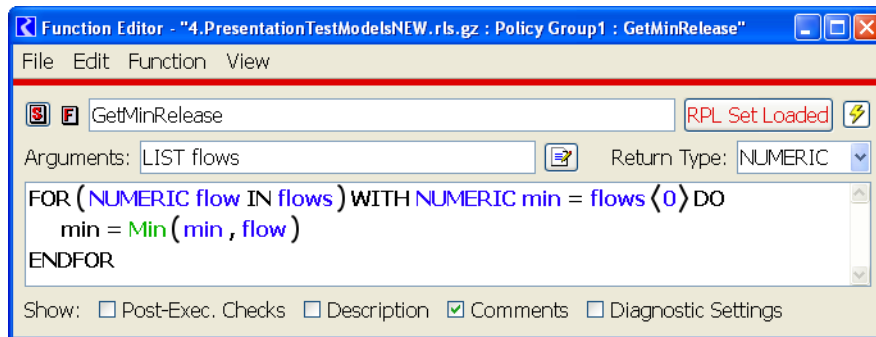 Function Editor - "4.PresentationTestModelsNEW.rls.gz : Policy Group1 : GetMinRelease"
File Edit Function View
S F GetMinRelease RPL Set Loaded
Arguments: LIST flows Return Type: NUMERIC
FOR ( NUMERIC flow IN flows ) WITH NUMERIC min = flows ⟨0⟩ DO
min = Min ( min , flow )
ENDFOR
Show: Post-Exec. Checks Description Comments Diagnostic Settings